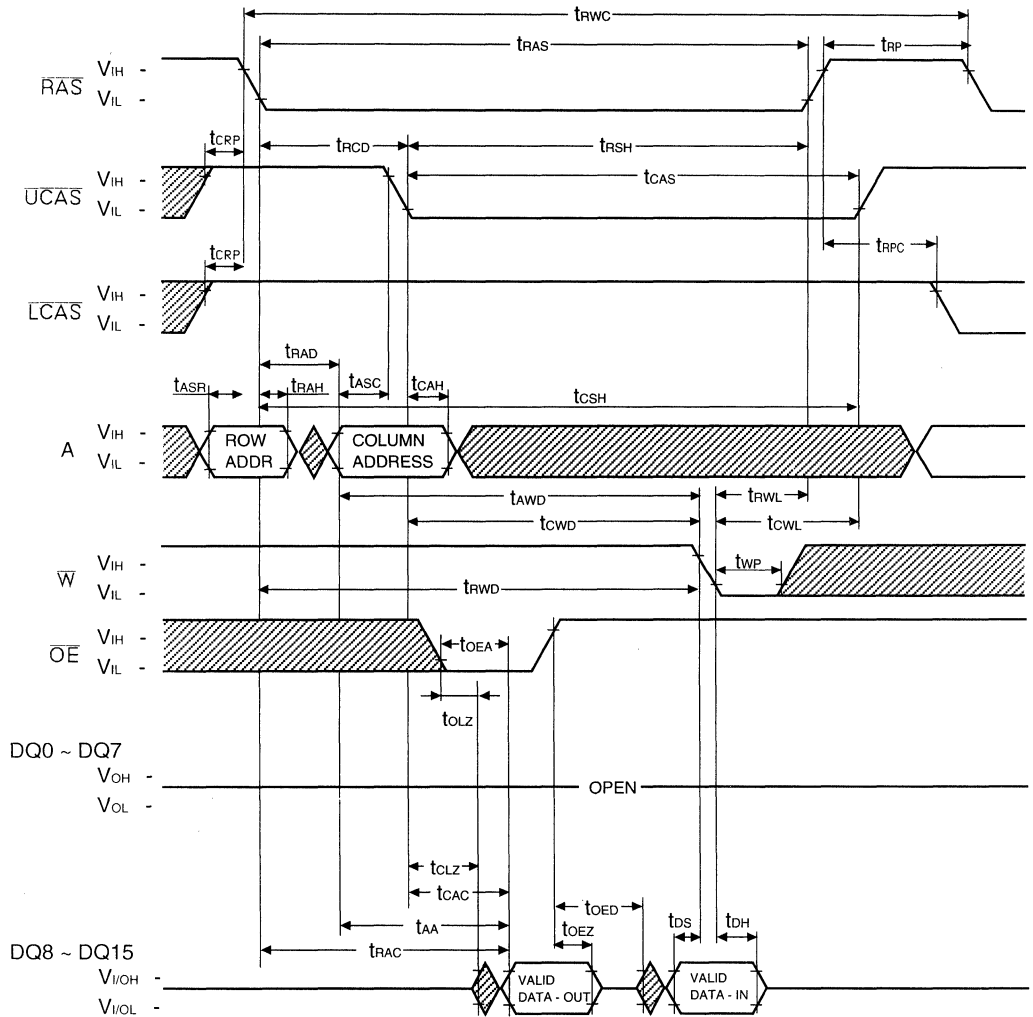 tRWC
tRAS tRP
RAS VIH -
VIL -
tCRP tRCD tRSH
UCAS VIH - tCAS
VIL -
tCRP tRPC
LCAS VIH -
VIL -
tRAD
tASR tRAH tASC tCAH tCSH
A VIH - ROW ADDR COLUMN ADDRESS
VIL -
tAWD tRWL
tCWD tCWL
W VIH - tWP
VIL - tRWD
OE VIH - tOEA
VIL -
tOLZ
DQ0 ~ DQ7
VOH - OPEN
VOL -
tCLZ
tCAC
tOED
tAA tOEZ tDS tDH
tRAC
DQ8 ~ DQ15
VI/OH - VALID DATA - OUT VALID DATA - IN
VI/OL -